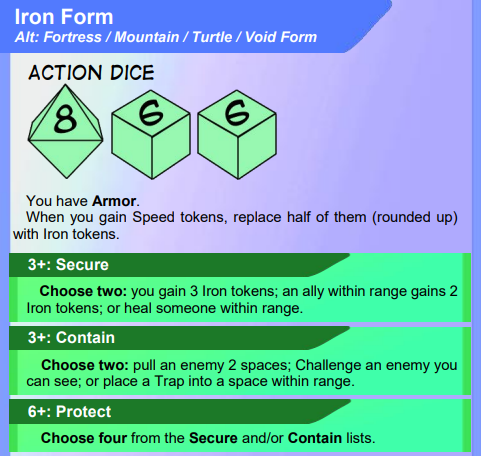 Iron Form
Alt: Fortress / Mountain / Turtle / Void Form
ACTION DICE
8 6 6
You have Armor.
When you gain Speed tokens, replace half of them (rounded up)
with Iron tokens.
3+: Secure
Choose two: you gain 3 Iron tokens; an ally within range gains 2
Iron tokens; or heal someone within range.
3+: Contain
Choose two: pull an enemy 2 spaces; Challenge an enemy you
can see; or place a Trap into a space within range.
6+: Protect
Choose four from the Secure and/or Contain lists.